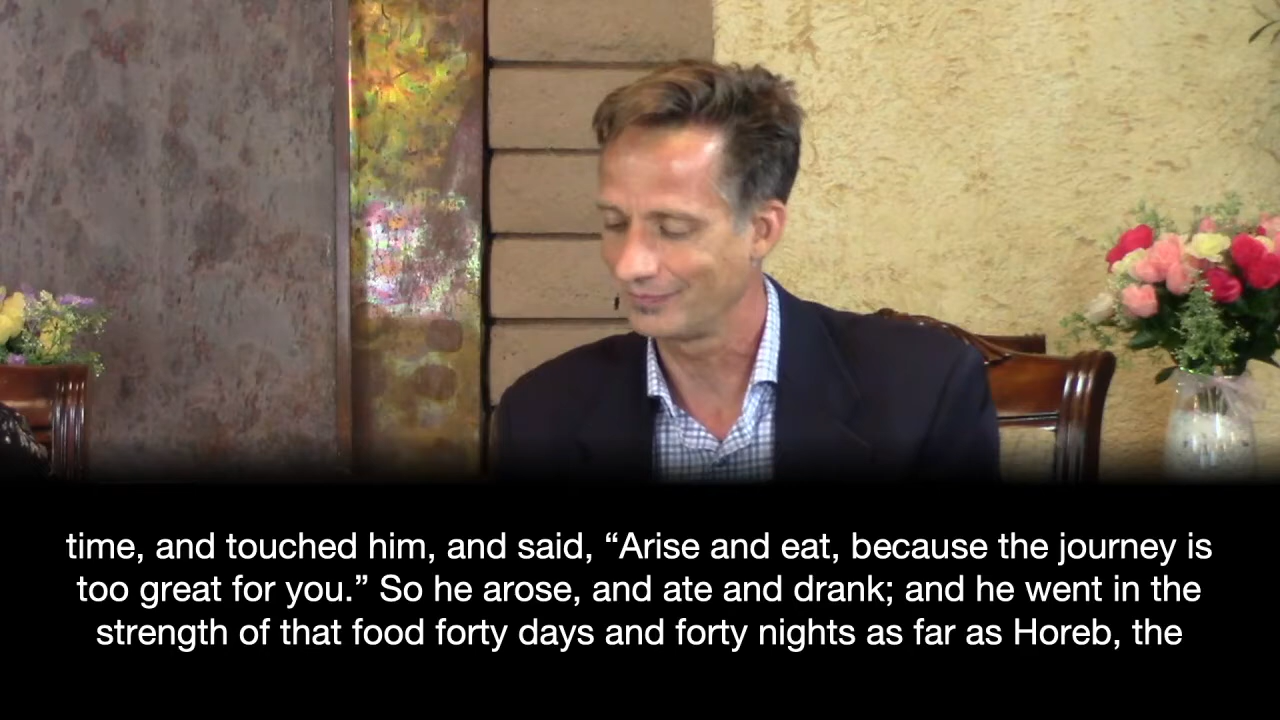 time, and touched him, and said, “Arise and eat, because the journey is
too great for you.” So he arose, and ate and drank; and he went in the
strength of that food forty days and forty nights as far as Horeb, the